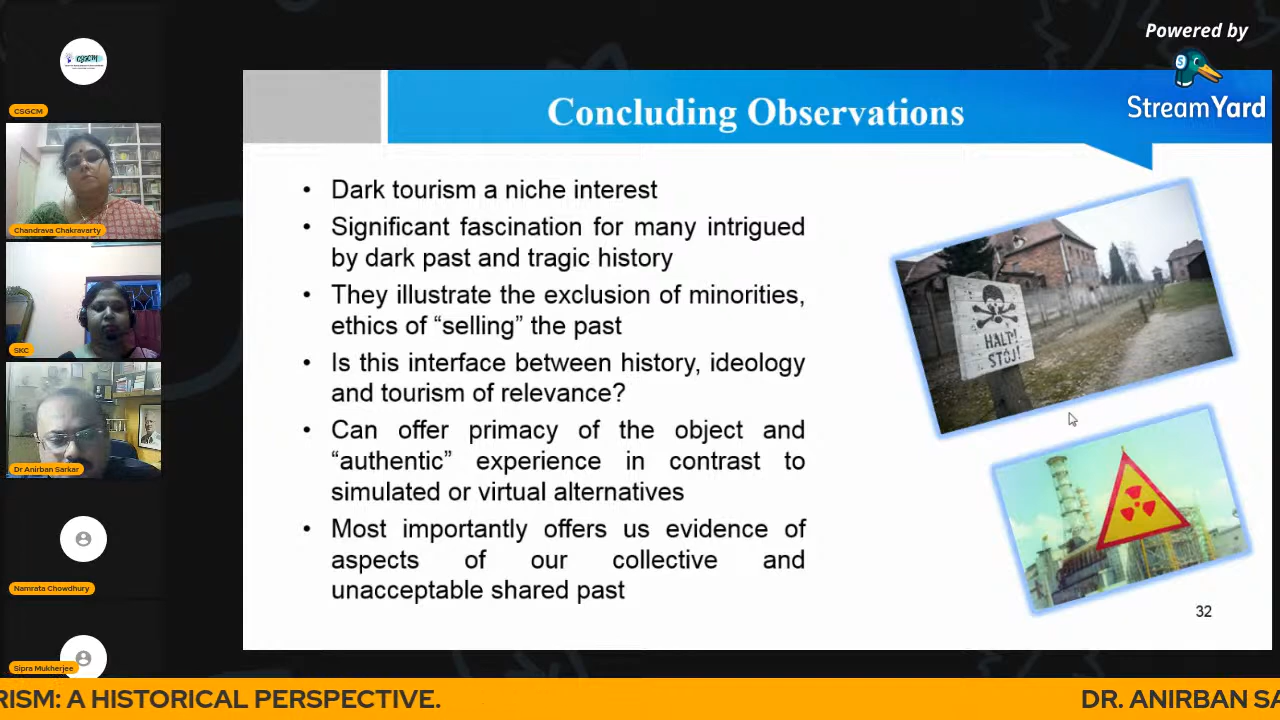 Powered by
S
StreamYard
CSGCM
CSGCM
Chandrava Chakravarty
SKC
Dr Anirban Sarkar
Namrata Chowdhury
Sipra Mukherjee
Concluding Observations
• Dark tourism a niche interest
• Significant fascination for many intrigued
by dark past and tragic history
• They illustrate the exclusion of minorities,
ethics of “selling” the past
• Is this interface between history, ideology
and tourism of relevance?
• Can offer primacy of the object and
“authentic” experience in contrast to
simulated or virtual alternatives
• Most importantly offers us evidence of
aspects of our collective and
unacceptable shared past
HALT!
STÓJ!
32
RISM: A HISTORICAL PERSPECTIVE.
DR. ANIRBAN SA